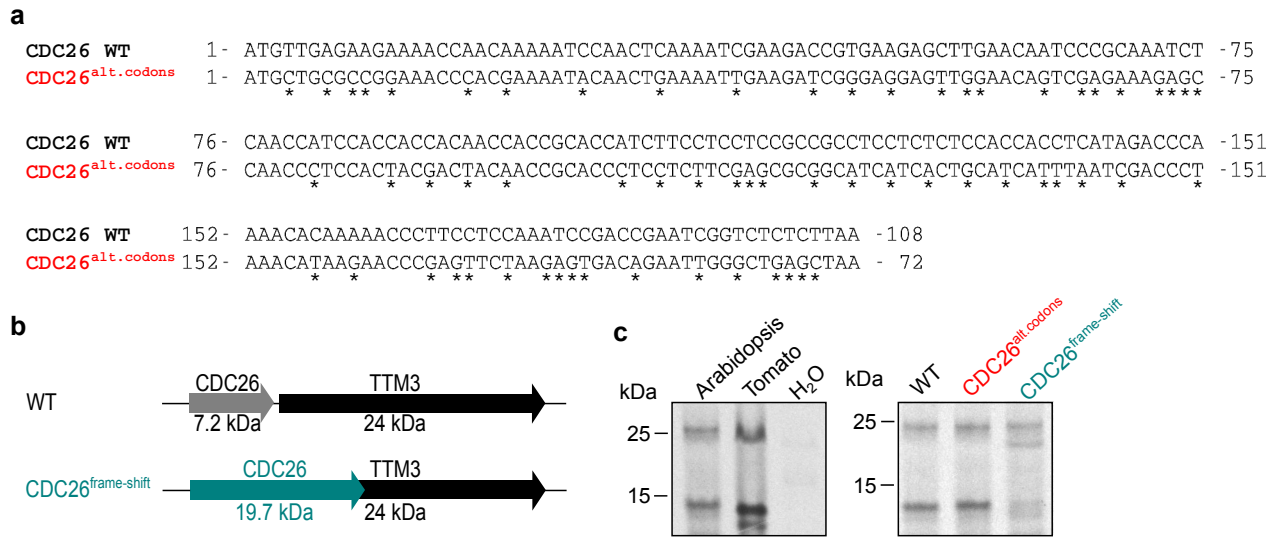 a
CDC26 WT 1- ATGTTGAGAAGAAAACCAACAAAAATCCAACTCAAAATCGAAGACCGTGAAGAGCTTGAACAATCCCGCAAATCT -75
CDC26alt.codons 1- ATGCTGCGCCGGAAACCCACGAAAATACAACTGAAAATTGAAGATCGGGAGGAGTTGGAACAGTCGAGAAAGAGC -75
CDC26 WT 76- CAACCATCCACCACCACAACCACCGCACCATCTTCCTCCTCCGCCGCCTCCTCTCTCCACCACCTCATAGACCCA -151
CDC26alt.codons 76- CAACCCTCCACTACGACTACAACCGCACCCTCCTCTTCGAGCGCGGCATCATCACTGCATCATTTAATCGACCCT -151
CDC26 WT 152- AAACACAAAAACCCTTCCTCCAAATCCGACCGAATCGGTCTCTCTTAA -108
CDC26alt.codons 152- AAACATAAGAACCCGAGTTCTAAGAGTGACAGAATTGGGCTGAGCTAA - 72
b
CDC26 TTM3
WT
7.2 kDa 24 kDa
CDC26 TTM3
CDC26frame-shift
19.7 kDa 24 kDa
c
kDa Arabidopsis Tomato H2O
25
15
kDa WT CDC26alt.codons CDC26frame-shift
25
15